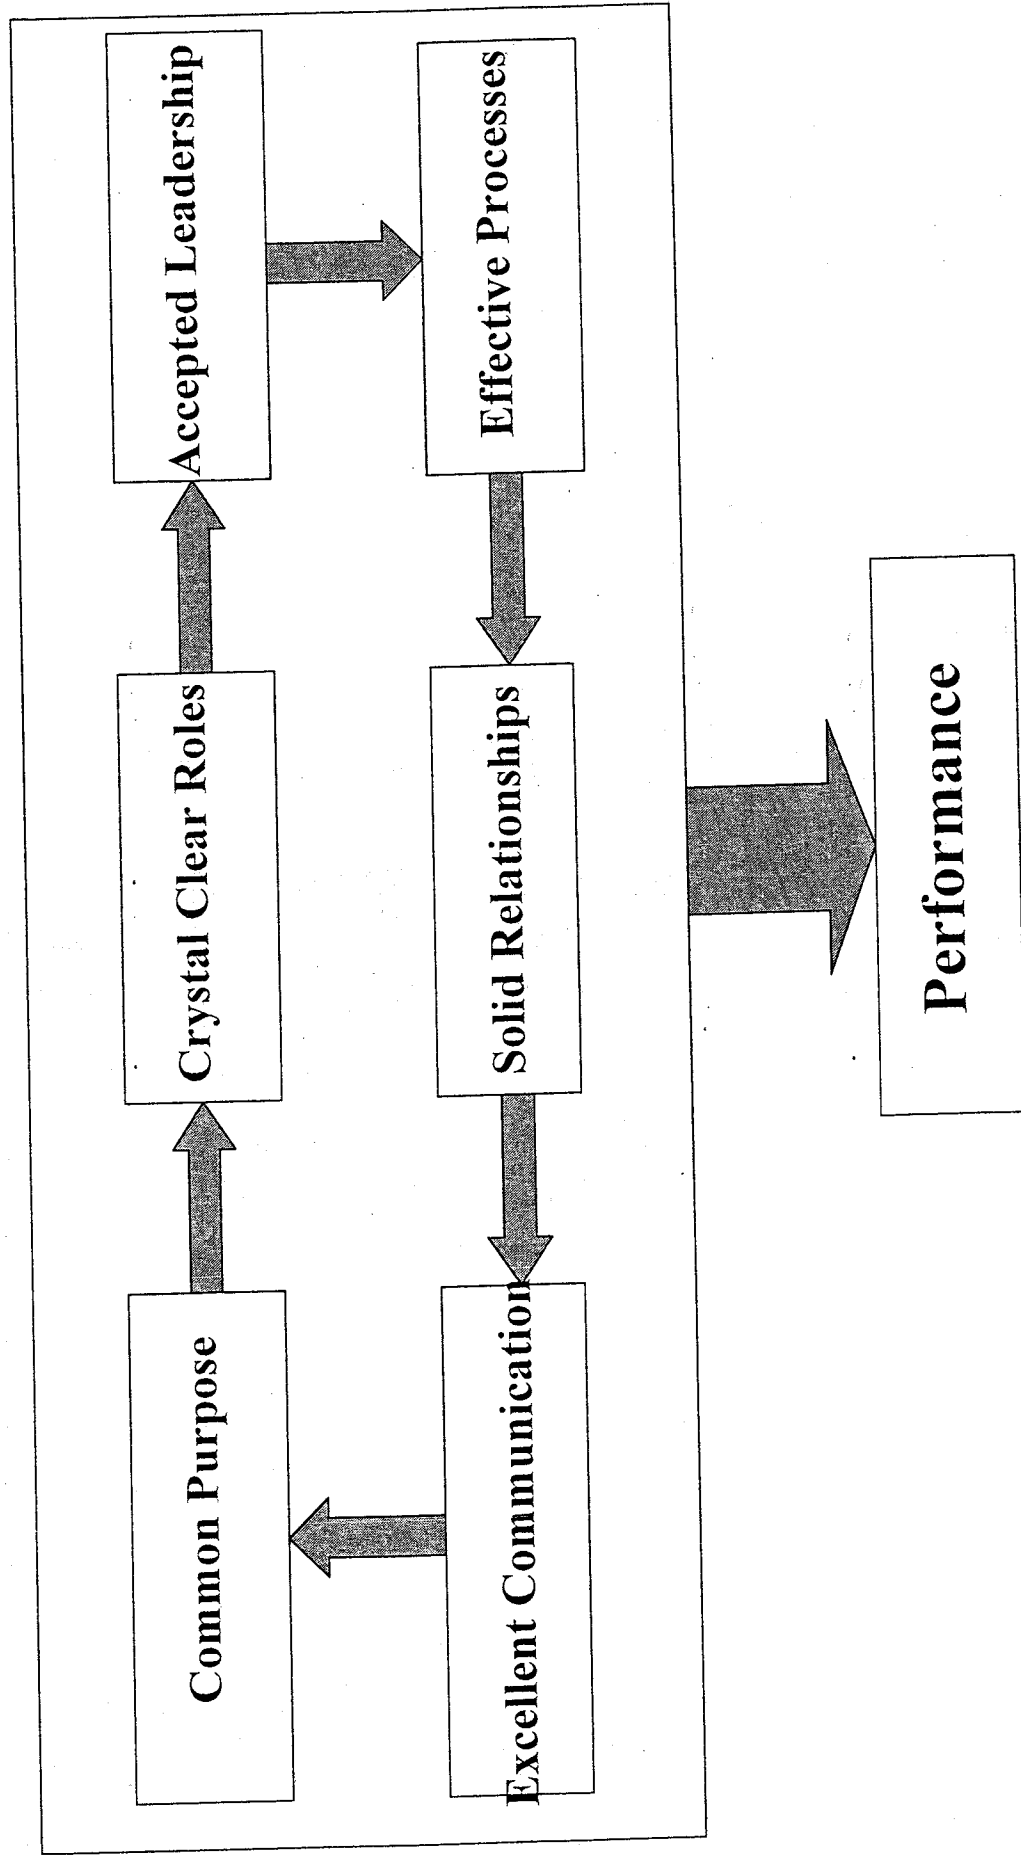 Common Purpose
Crystal Clear Roles
Accepted Leadership
Excellent Communication
Solid Relationships
Effective Processes
Performance